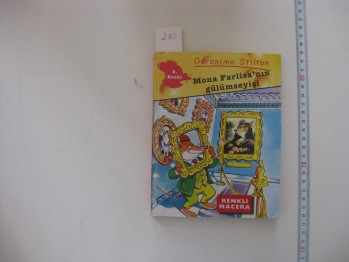 Geronimo Stilton
Mona Farlisa'nın
gülümseyişi
RENKLİ
MACERA